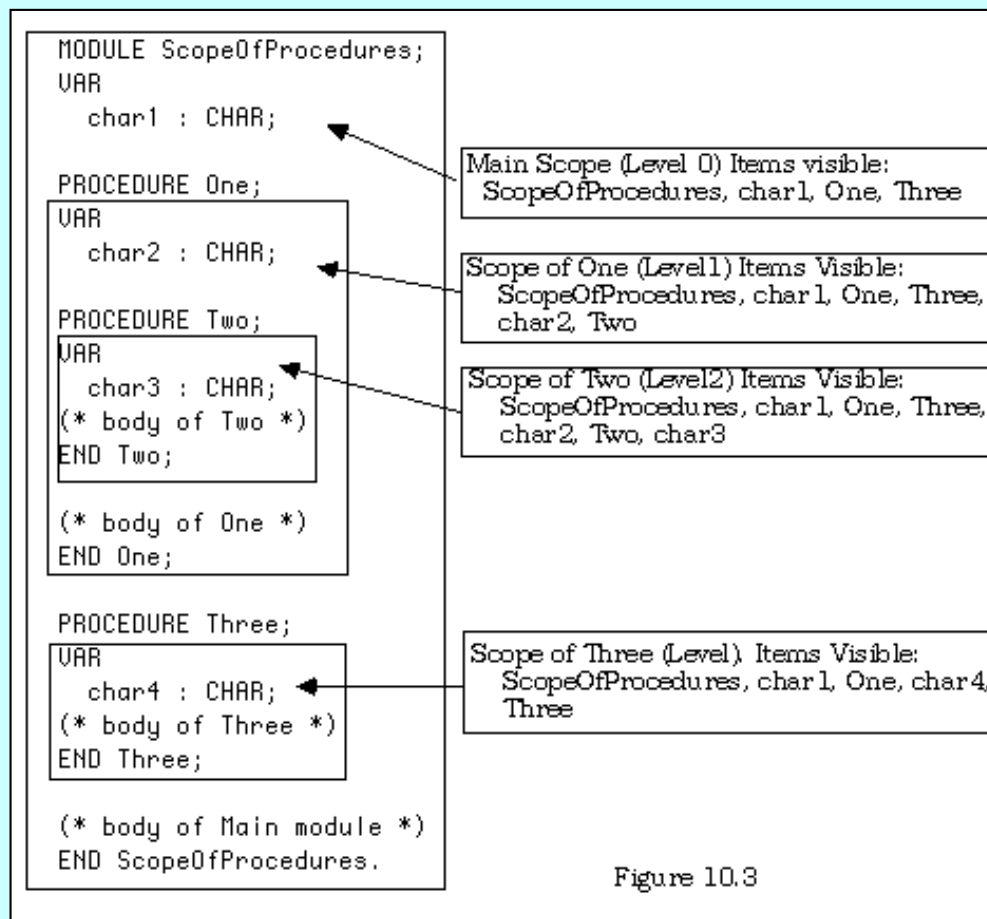 MODULE ScopeOfProcedures;
VAR
char1 : CHAR;
PROCEDURE One;
VAR
char2 : CHAR;
PROCEDURE Two;
VAR
char3 : CHAR;
(* body of Two *)
END Two;
(* body of One *)
END One;
PROCEDURE Three;
VAR
char4 : CHAR;
(* body of Three *)
END Three;
(* body of Main module *)
END ScopeOfProcedures.
Main Scope (Level 0) Items visible:
ScopeOfProcedures, char1, One, Three
Scope of One (Level1) Items Visible:
ScopeOfProcedures, char1, One, Three,
char2, Two
Scope of Two (Level2) Items Visible:
ScopeOfProcedures, char1, One, Three,
char2, Two, char3
Scope of Three (Level). Items Visible:
ScopeOfProcedures, char1, One, char4,
Three
Figure 10.3